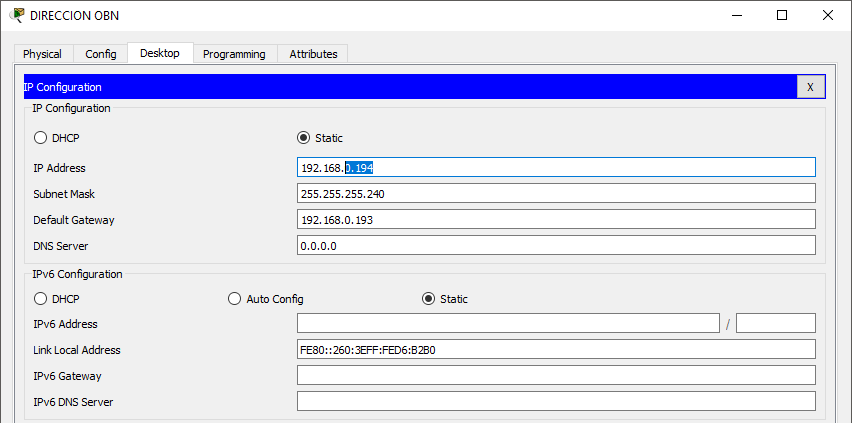 DIRECCION OBN
Physical Config Desktop Programming Attributes
IP Configuration X
IP Configuration
DHCP Static
IP Address 192.168.0.194
Subnet Mask 255.255.255.240
Default Gateway 192.168.0.193
DNS Server 0.0.0.0
IPv6 Configuration
DHCP Auto Config Static
IPv6 Address /
Link Local Address FE80::260:3EFF:FED6:B2B0
IPv6 Gateway
IPv6 DNS Server